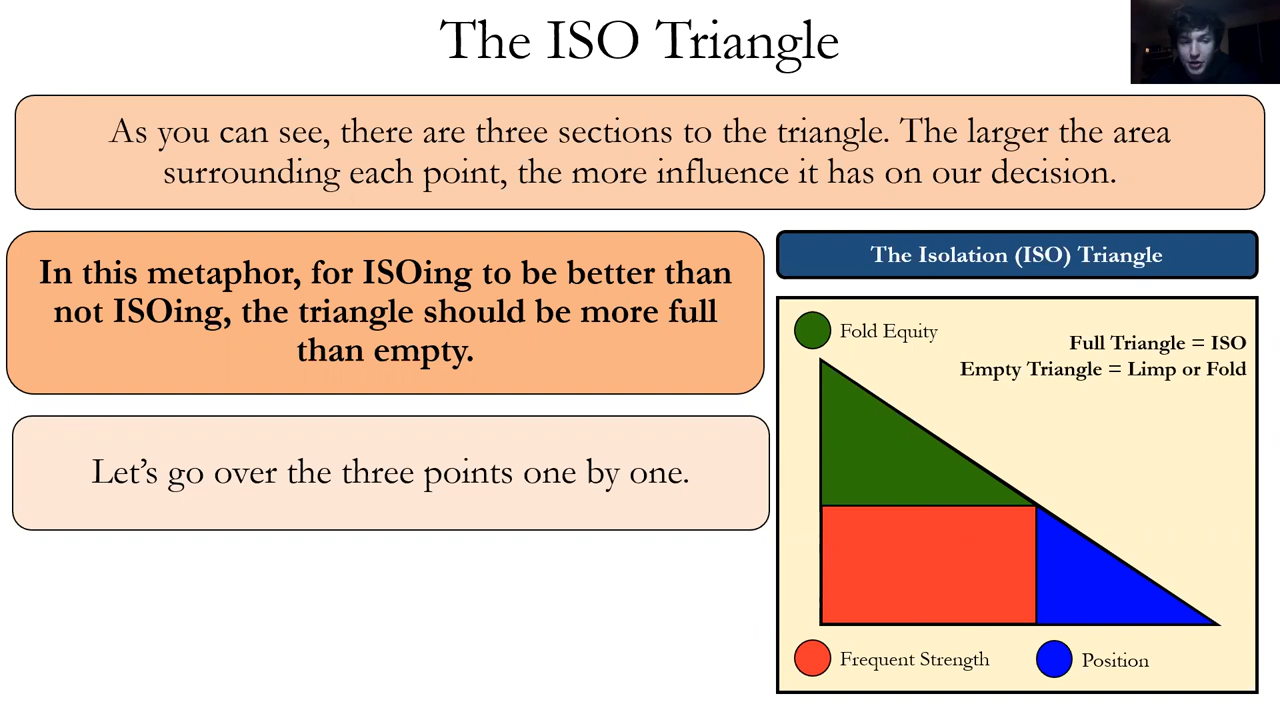 The ISO Triangle
As you can see, there are three sections to the triangle. The larger the area
surrounding each point, the more influence it has on our decision.
In this metaphor, for ISOing to be better than
not ISOing, the triangle should be more full
than empty.
Let’s go over the three points one by one.
The Isolation (ISO) Triangle
Fold Equity
Full Triangle = ISO
Empty Triangle = Limp or Fold
Frequent Strength
Position